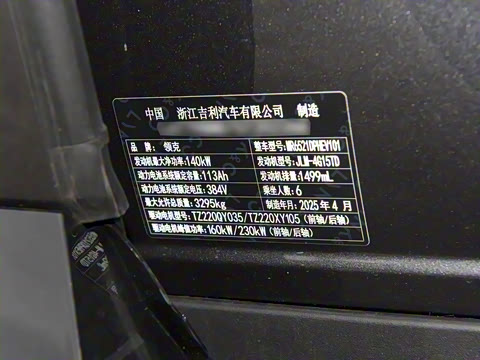 中国 浙江吉利汽车有限公司 制造
品牌:领克 整车型号:MR6521DPHEV101
发动机最大净功率:140kW 发动机型号:JLM-4G15TD
动力电池系统额定容量:113Ah 发动机排量:1499mL
动力电池系统额定电压:384V 乘坐人数:6
最大允许总质量:3295kg 制造年月:2025年4月
驱动电机型号:TZ220QY035/TZ220XY105(前轴/后轴)
驱动电机峰值功率:160kW/230kW(前轴/后轴)